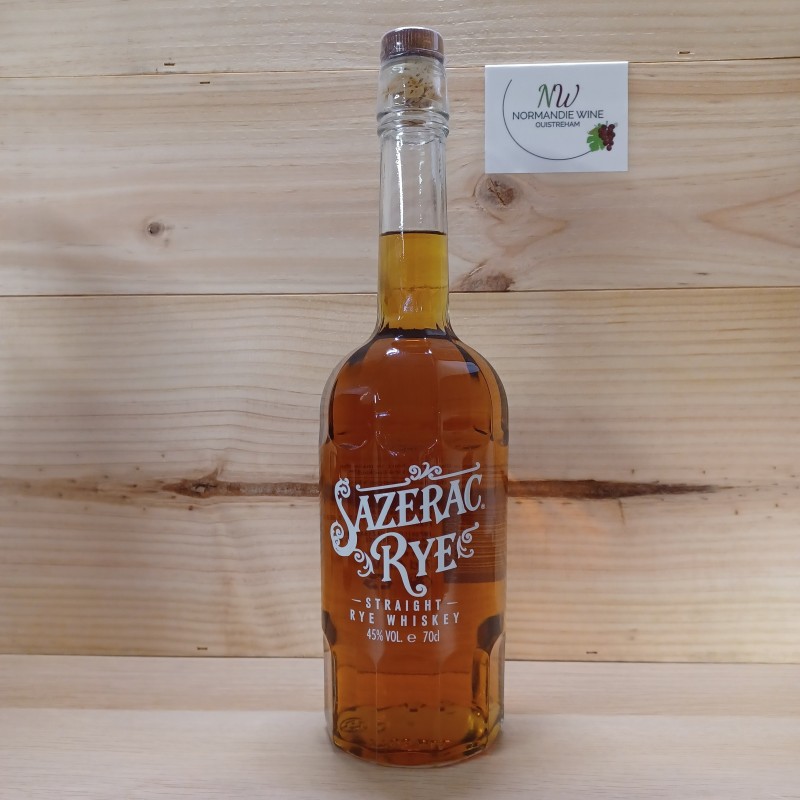 NW
NORMANDIE WINE
OUISTREHAM
SAZERAC®
RYE
STRAIGHT
RYE WHISKEY
45% VOL. ℮ 70cl